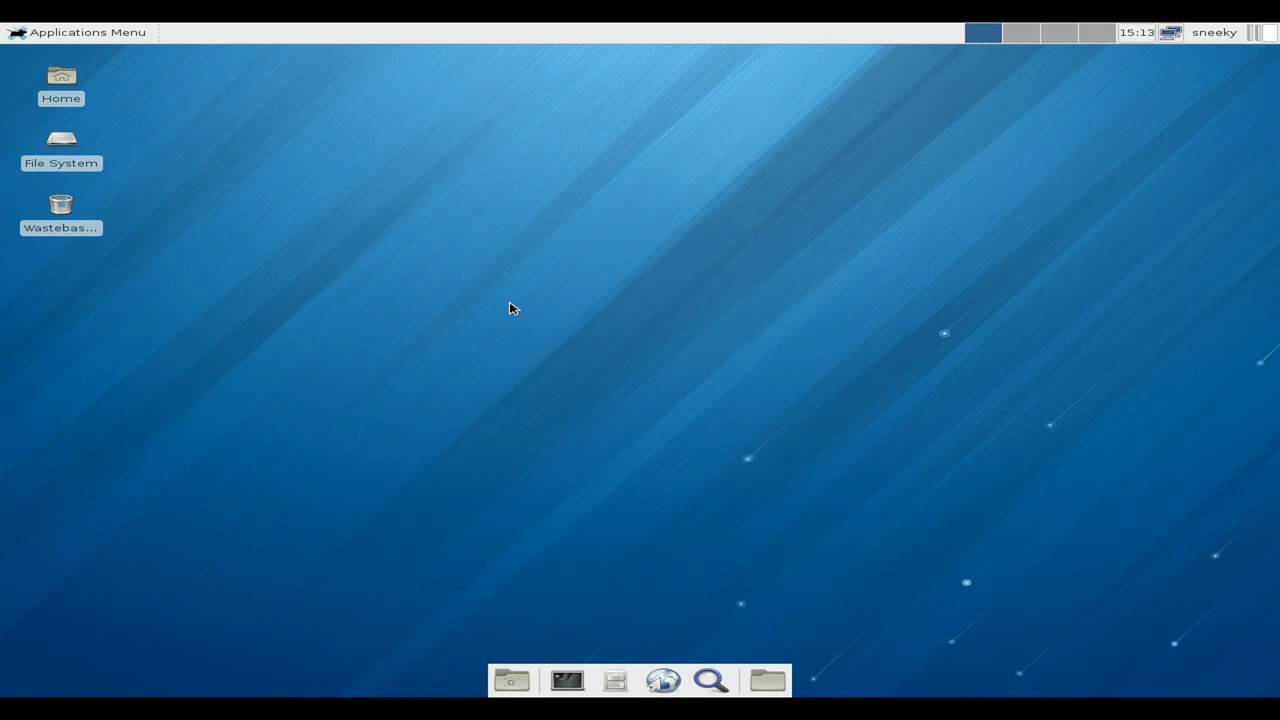 Applications Menu
15:13
sneeky
Home
File System
Wastebas...